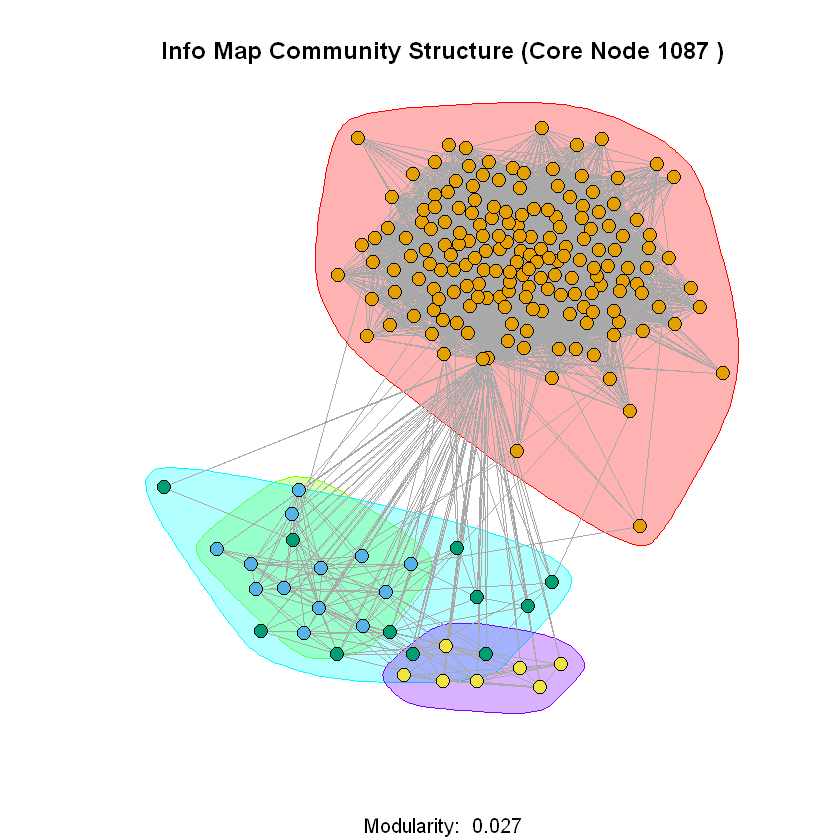 Info Map Community Structure (Core Node 1087 )
Modularity:  0.027